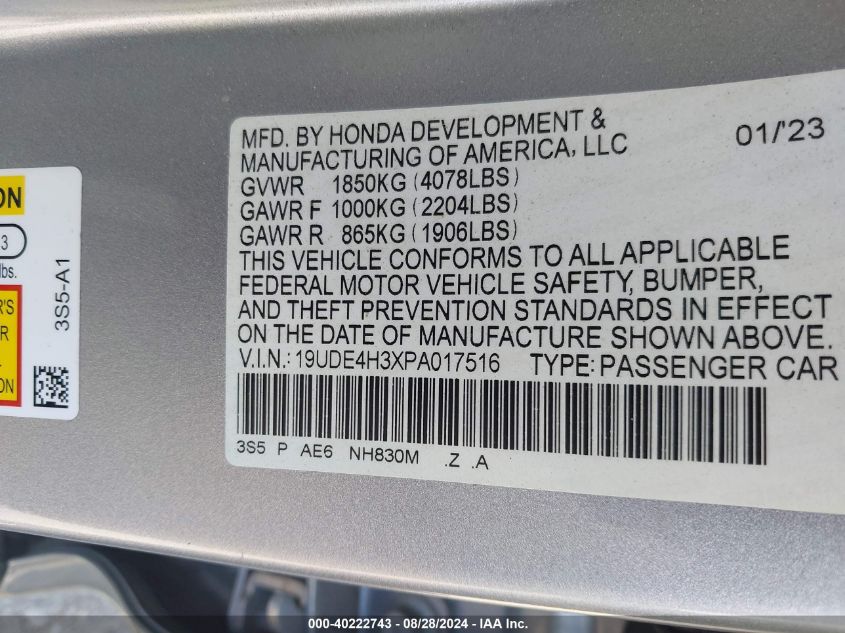 MFD. BY HONDA DEVELOPMENT &
MANUFACTURING OF AMERICA, LLC 01/'23
GVWR 1850KG (4078LBS)
GAWR F 1000KG (2204LBS)
GAWR R 865KG (1906LBS)
THIS VEHICLE CONFORMS TO ALL APPLICABLE
FEDERAL MOTOR VEHICLE SAFETY, BUMPER,
AND THEFT PREVENTION STANDARDS IN EFFECT
ON THE DATE OF MANUFACTURE SHOWN ABOVE.
V.I.N.: 19UDE4H3XPA017516 TYPE: PASSENGER CAR
3S5 P AE6 NH830M .Z .A
ON
3
lbs.
R'S
R
ION
3S5-A1
000-40222743 - 08/28/2024 - IAA Inc.